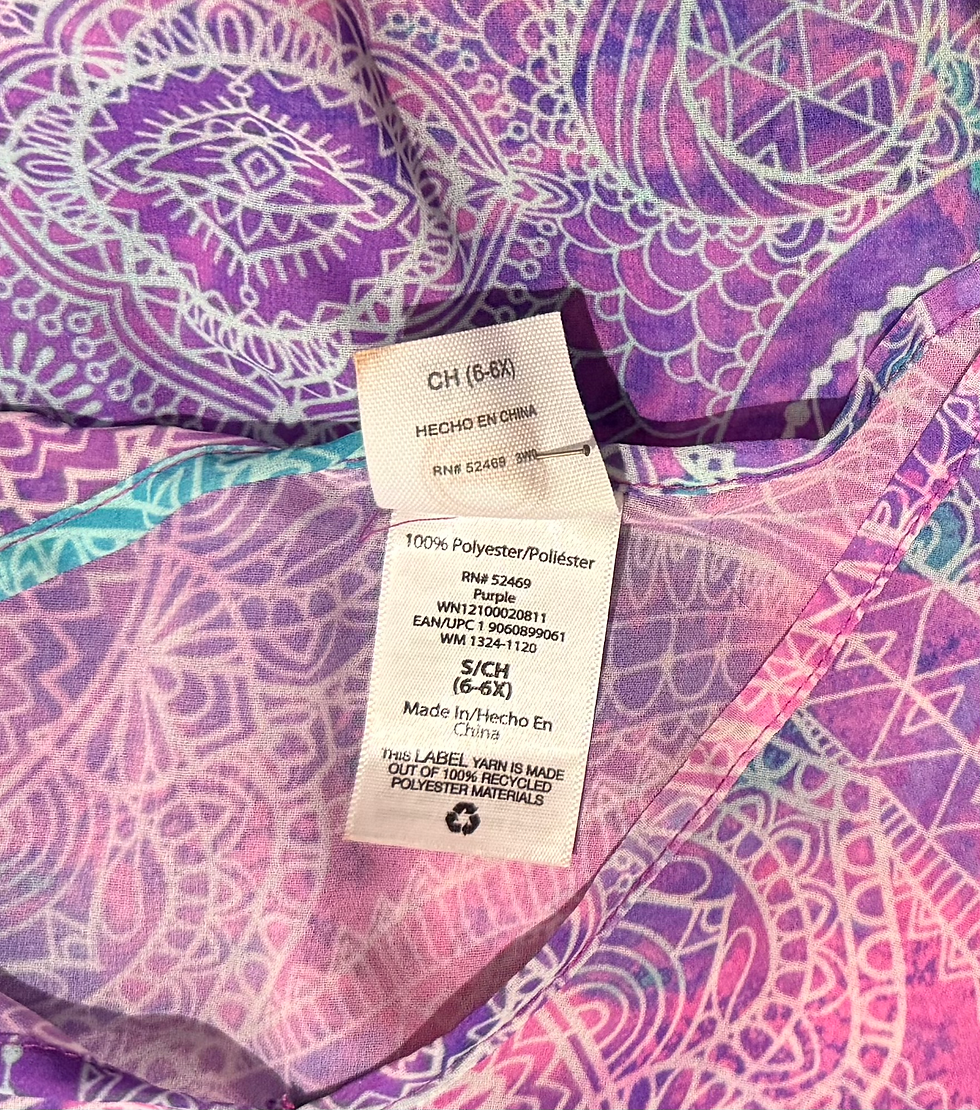 CH (6-6X)
HECHO EN CHINA
RN# 52469
100% Polyester/Poliéster
RN# 52469
Purple
WN12100020811
EAN/UPC 1 9060899061
WM 1324-1120
S/CH
(6-6X)
Made In/Hecho En
China
THIS LABEL YARN IS MADE
OUT OF 100% RECYCLED
POLYESTER MATERIALS